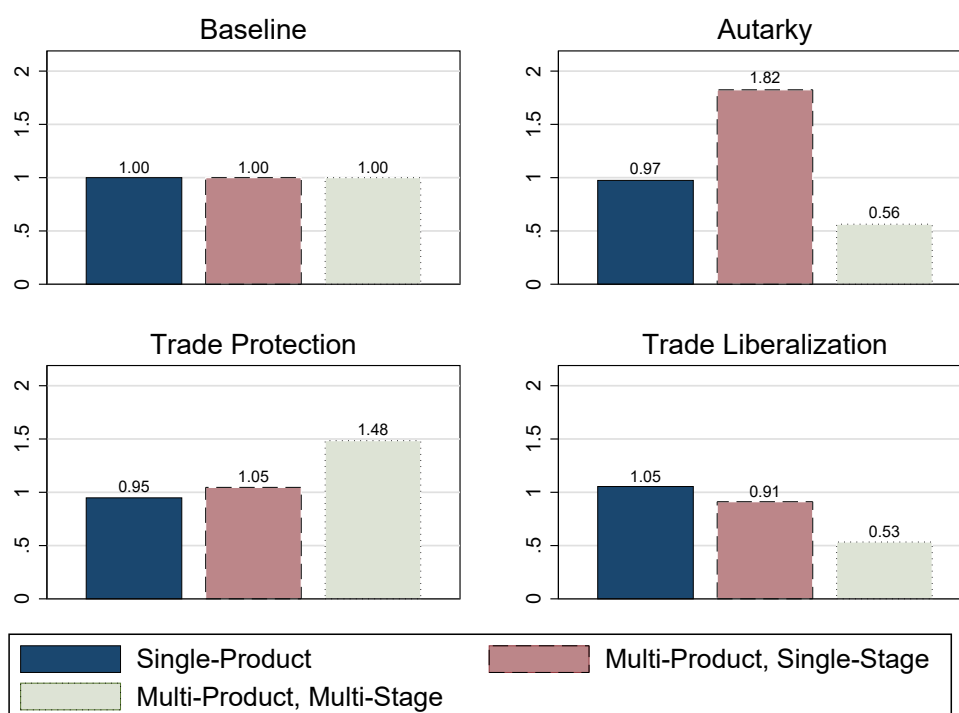 Baseline
2
1.5
1
.5
0
1.00 1.00 1.00
Autarky
2
1.5
1
.5
0
0.97 1.82 0.56
Trade Protection
2
1.5
1
.5
0
0.95 1.05 1.48
Trade Liberalization
2
1.5
1
.5
0
1.05 0.91 0.53
Single-Product
Multi-Product, Single-Stage
Multi-Product, Multi-Stage